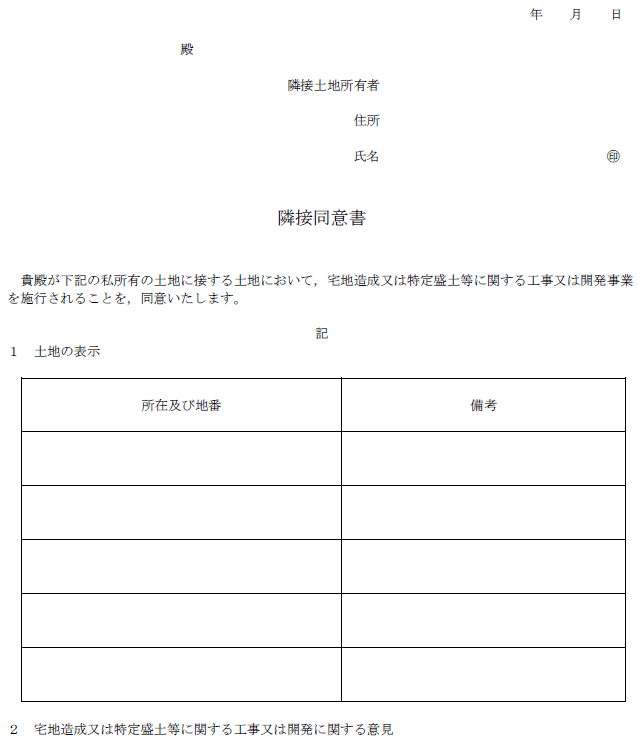 年　月　日
殿
隣接土地所有者
住所
氏名　㊞
隣接同意書
貴殿が下記の私所有の土地に接する土地において，宅地造成又は特定盛土等に関する工事又は開発事業
を施行されることを，同意いたします。
記
１　土地の表示
所在及び地番　備考
２　宅地造成又は特定盛土等に関する工事又は開発に関する意見